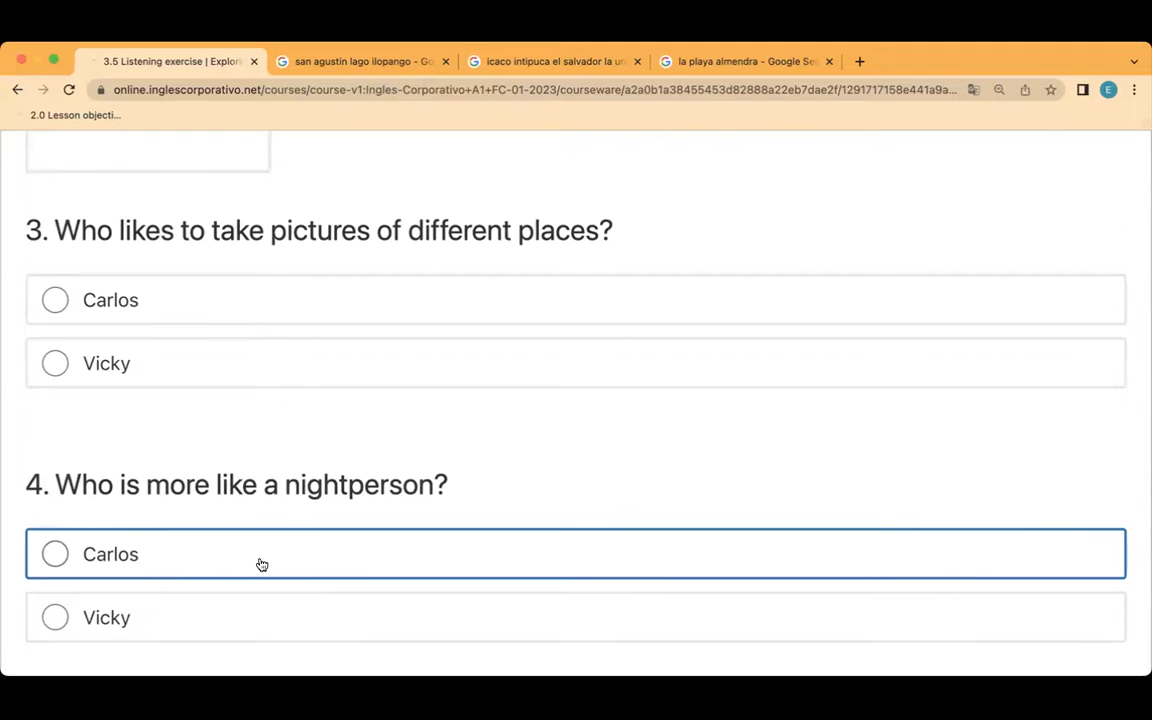 3.5 Listening exercise | Explori
san agustin lago ilopango - Go
icaco intipuca el salvador la un
la playa almendra - Google Sea
online.inglescorporativo.net/courses/course-v1:Ingles-Corporativo+A1+FC-01-2023/courseware/a2a0b1a38455453d82888a22eb7dae2f/1291717158e441a9a...
E
2.0 Lesson objecti...
3. Who likes to take pictures of different places?
Carlos
Vicky
4. Who is more like a nightperson?
Carlos
Vicky